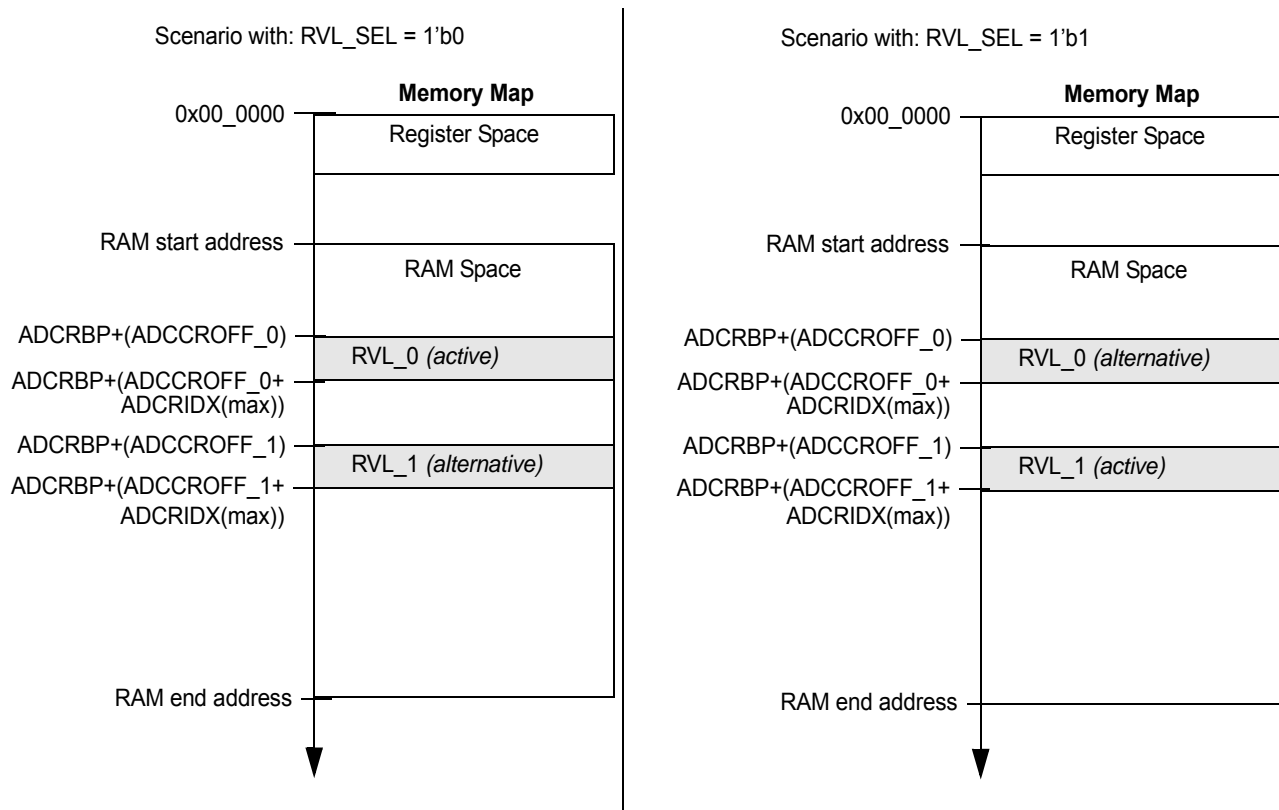 Scenario with: RVL_SEL = 1'b0
Memory Map
0x00_0000
Register Space
RAM start address
RAM Space
ADCRBP+(ADCCROFF_0)
RVL_0 (active)
ADCRBP+(ADCCROFF_0+
ADCRIDX(max))
ADCRBP+(ADCCROFF_1)
RVL_1 (alternative)
ADCRBP+(ADCCROFF_1+
ADCRIDX(max))
RAM end address
Scenario with: RVL_SEL = 1'b1
Memory Map
0x00_0000
Register Space
RAM start address
RAM Space
ADCRBP+(ADCCROFF_0)
RVL_0 (alternative)
ADCRBP+(ADCCROFF_0+
ADCRIDX(max))
ADCRBP+(ADCCROFF_1)
RVL_1 (active)
ADCRBP+(ADCCROFF_1+
ADCRIDX(max))
RAM end address